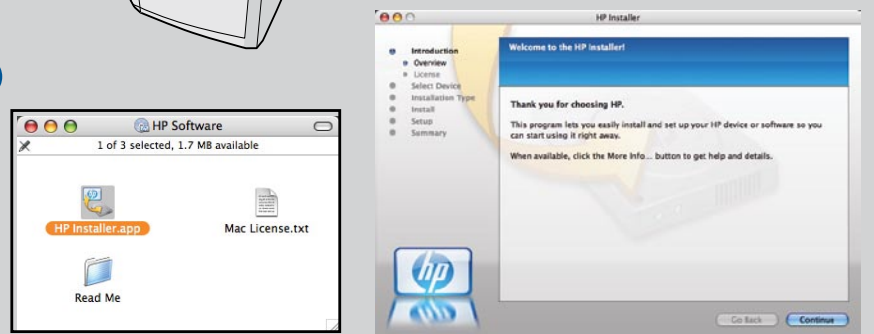 HP Software
1 of 3 selected, 1.7 MB available
HP Installer.app
Mac License.txt
Read Me
HP Installer
Introduction
Overview
License
Select Device
Installation Type
Install
Setup
Summary
Welcome to the HP Installer!
Thank you for choosing HP.
This program lets you easily install and set up your HP device or software so you
can start using it right away.
When available, click the More Info... button to get help and details.
hp
Go Back
Continue